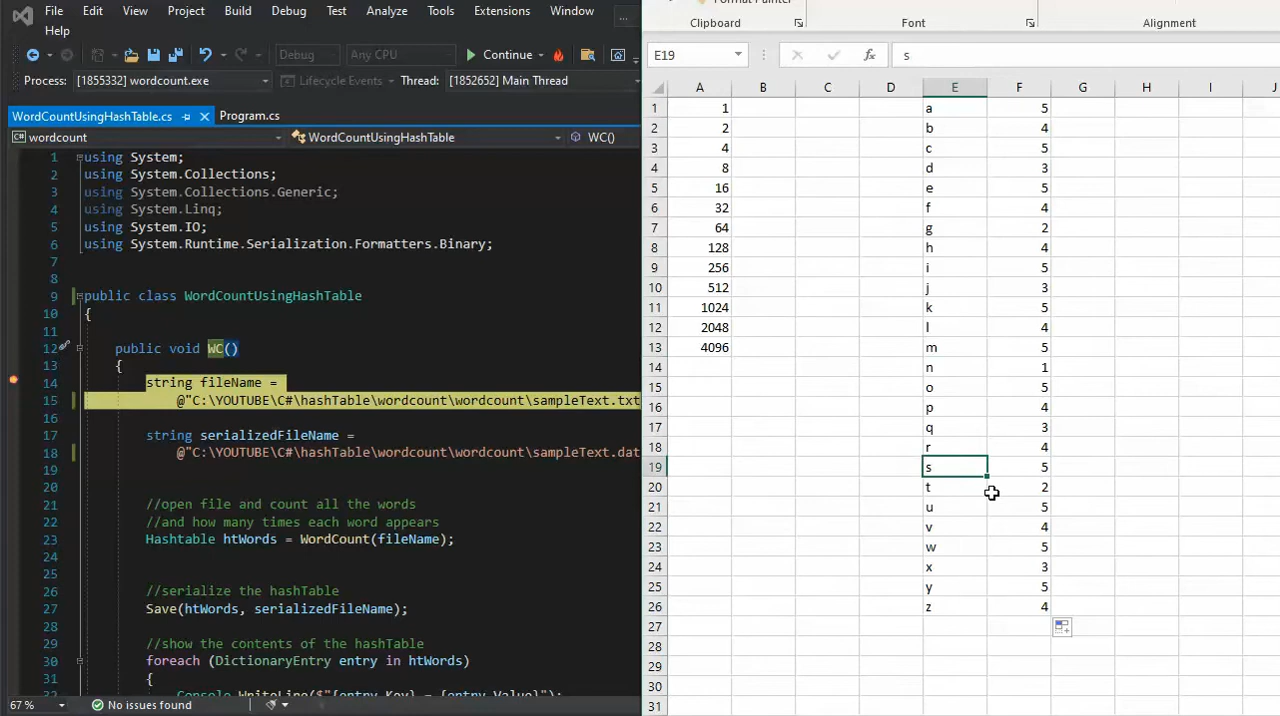 File Edit View Project Build Debug Test Analyze Tools Extensions Window ...
Help
Debug Any CPU Continue
Process: [1855332] wordcount.exe Lifecycle Events Thread: [1852652] Main Thread
WordCountUsingHashTable.cs Program.cs
wordcount WordCountUsingHashTable WC()
1 using System;
2 using System.Collections;
3 using System.Collections.Generic;
4 using System.Linq;
5 using System.IO;
6 using System.Runtime.Serialization.Formatters.Binary;
7
8
9 public class WordCountUsingHashTable
10 {
11
12 public void WC()
13 {
14 string fileName =
15 @"C:\YOUTUBE\C#\hashTable\wordcount\wordcount\sampleText.txt
16
17 string serializedFileName =
18 @"C:\YOUTUBE\C#\hashTable\wordcount\wordcount\sampleText.dat
19
20
21 //open file and count all the words
22 //and how many times each word appears
23 Hashtable htWords = WordCount(fileName);
24
25
26 //serialize the hashTable
27 Save(htWords, serializedFileName);
28
29 //show the contents of the hashTable
30 foreach (DictionaryEntry entry in htWords)
31 {
32 Console.WriteLine($"{entry.Key} = {entry.Value}");
67 % No issues found
Format Painter
Clipboard Font Alignment
E19 fx s
A B C D E F G H I J
1 1 a 5
2 2 b 4
3 4 c 5
4 8 d 3
5 16 e 5
6 32 f 4
7 64 g 2
8 128 h 4
9 256 i 5
10 512 j 3
11 1024 k 5
12 2048 l 4
13 4096 m 5
14 n 1
15 o 5
16 p 4
17 q 3
18 r 4
19 s 5
20 t 2
21 u 5
22 v 4
23 w 5
24 x 3
25 y 5
26 z 4
27
28
29
30
31